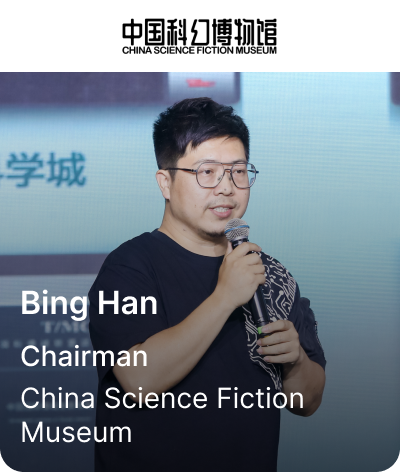 中国科幻博物馆
CHINA SCIENCE FICTION MUSEUM
学城
Bing Han
Chairman
China Science Fiction
Museum